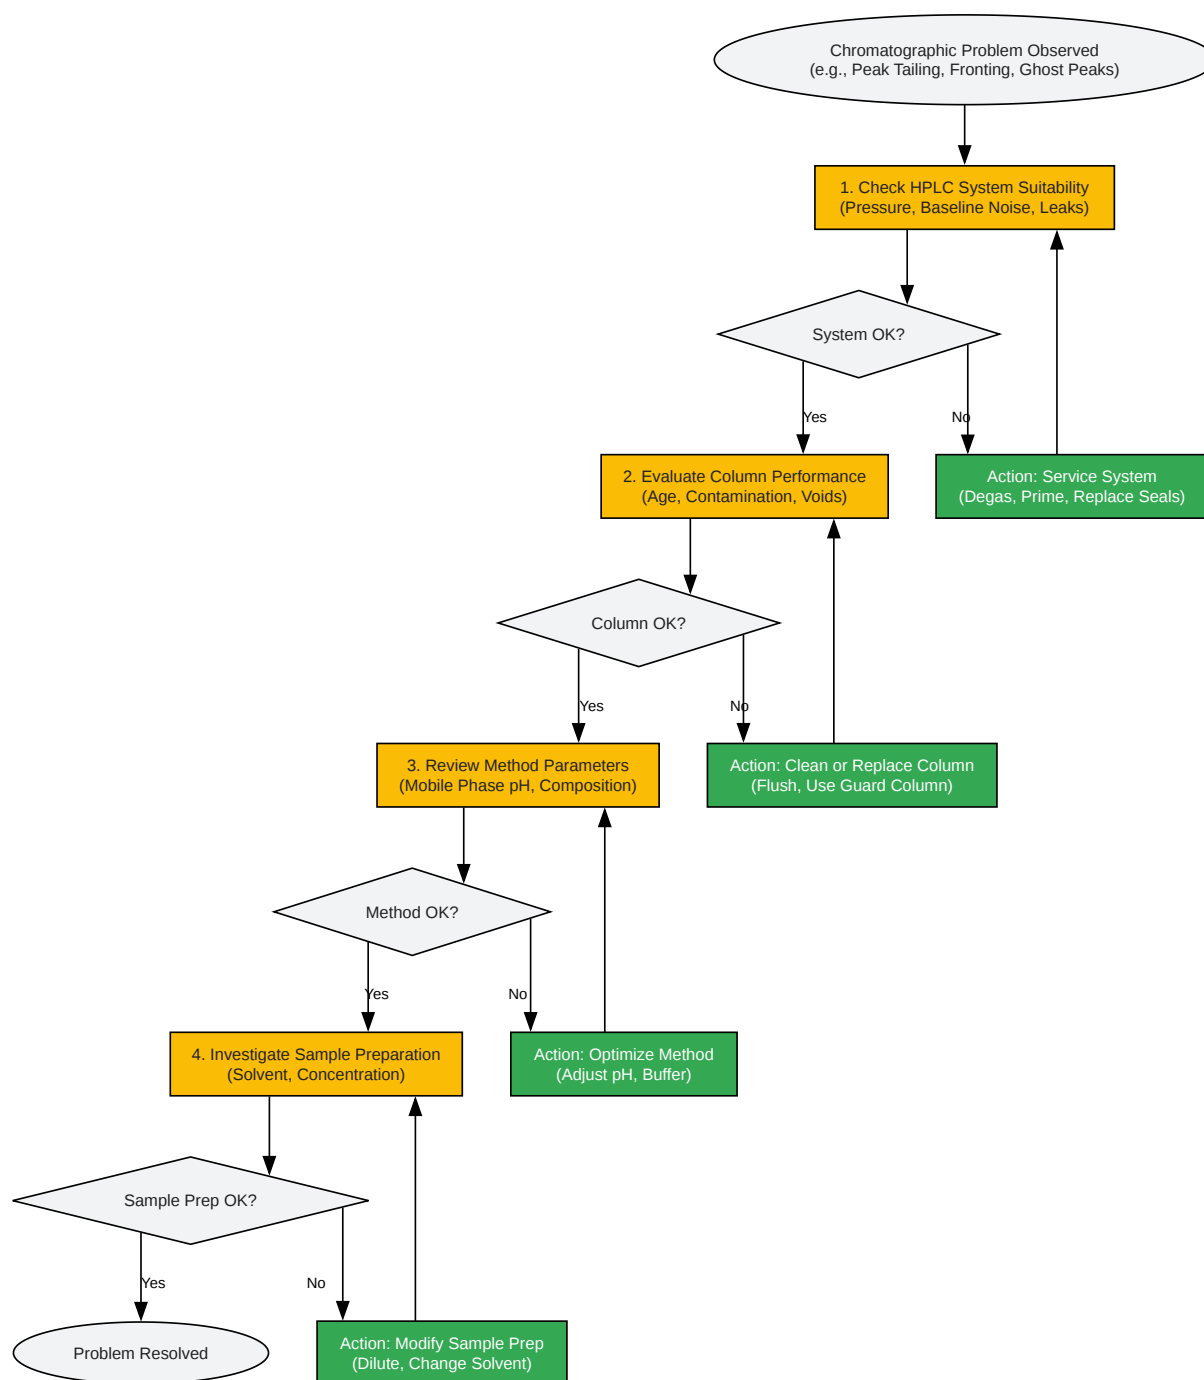 Chromatographic Problem Observed
(e.g., Peak Tailing, Fronting, Ghost Peaks)
1. Check HPLC System Suitability
(Pressure, Baseline Noise, Leaks)
System OK?
Yes
No
2. Evaluate Column Performance
(Age, Contamination, Voids)
Action: Service System
(Degas, Prime, Replace Seals)
Column OK?
Yes
No
3. Review Method Parameters
(Mobile Phase pH, Composition)
Action: Clean or Replace Column
(Flush, Use Guard Column)
Method OK?
Yes
No
4. Investigate Sample Preparation
(Solvent, Concentration)
Action: Optimize Method
(Adjust pH, Buffer)
Sample Prep OK?
Yes
No
Problem Resolved
Action: Modify Sample Prep
(Dilute, Change Solvent)